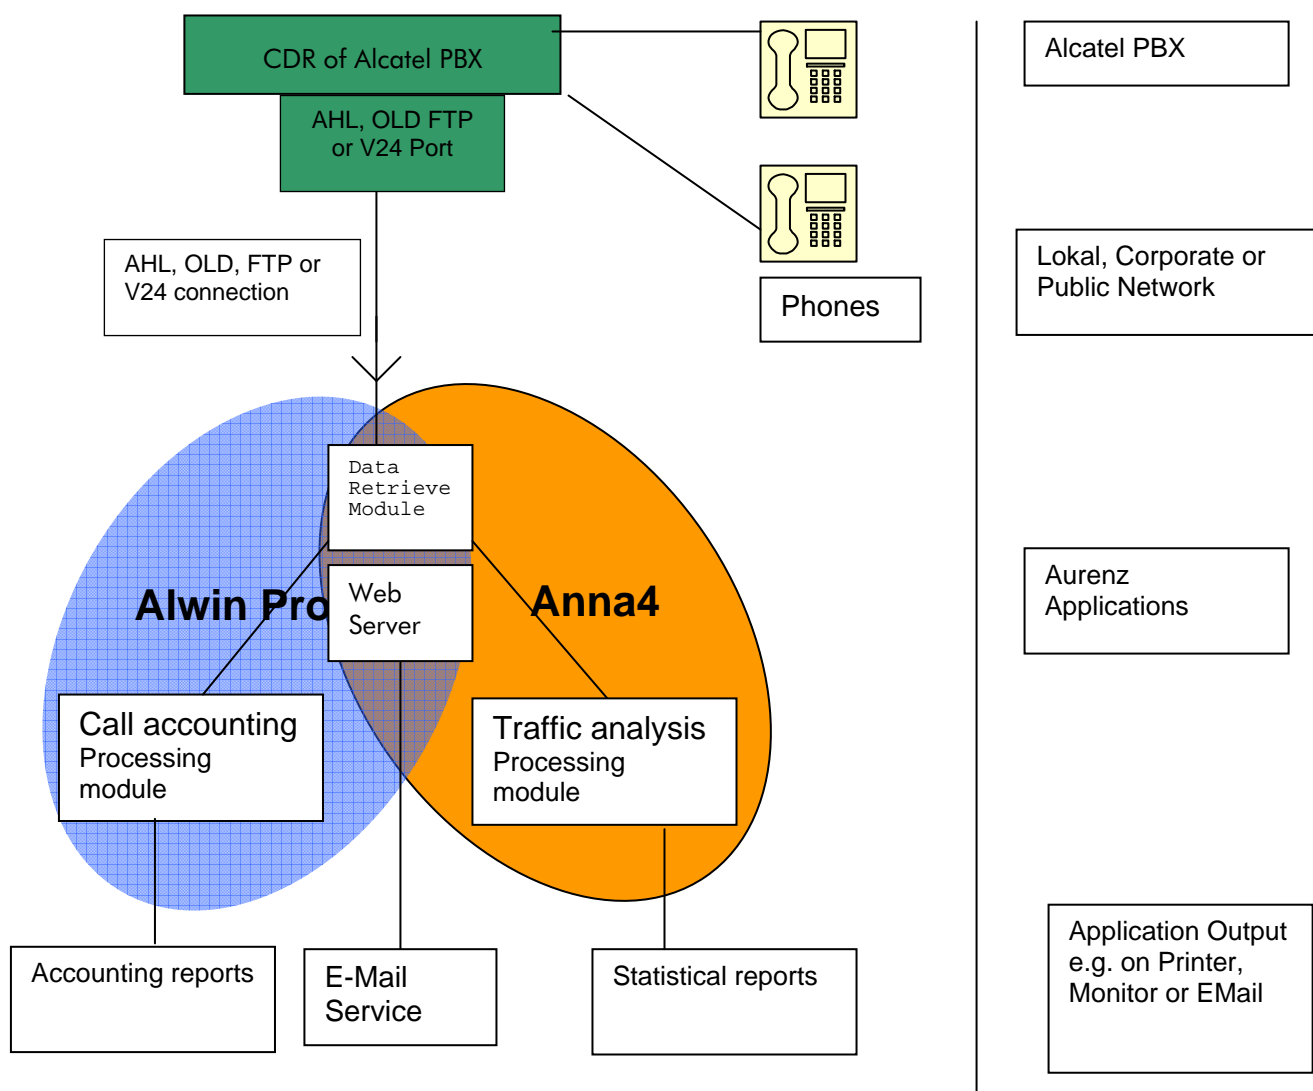 CDR of Alcatel PBX
AHL, OLD FTP
or V24 Port
Alcatel PBX
AHL, OLD, FTP or
V24 connection
Phones
Lokal, Corporate or
Public Network
Data
Retrieve
Module
Alwin Pro
Web
Server
Anna4
Aurenz
Applications
Call accounting
Processing
module
Traffic analysis
Processing
module
Accounting reports
E-Mail
Service
Statistical reports
Application Output
e.g. on Printer,
Monitor or EMail